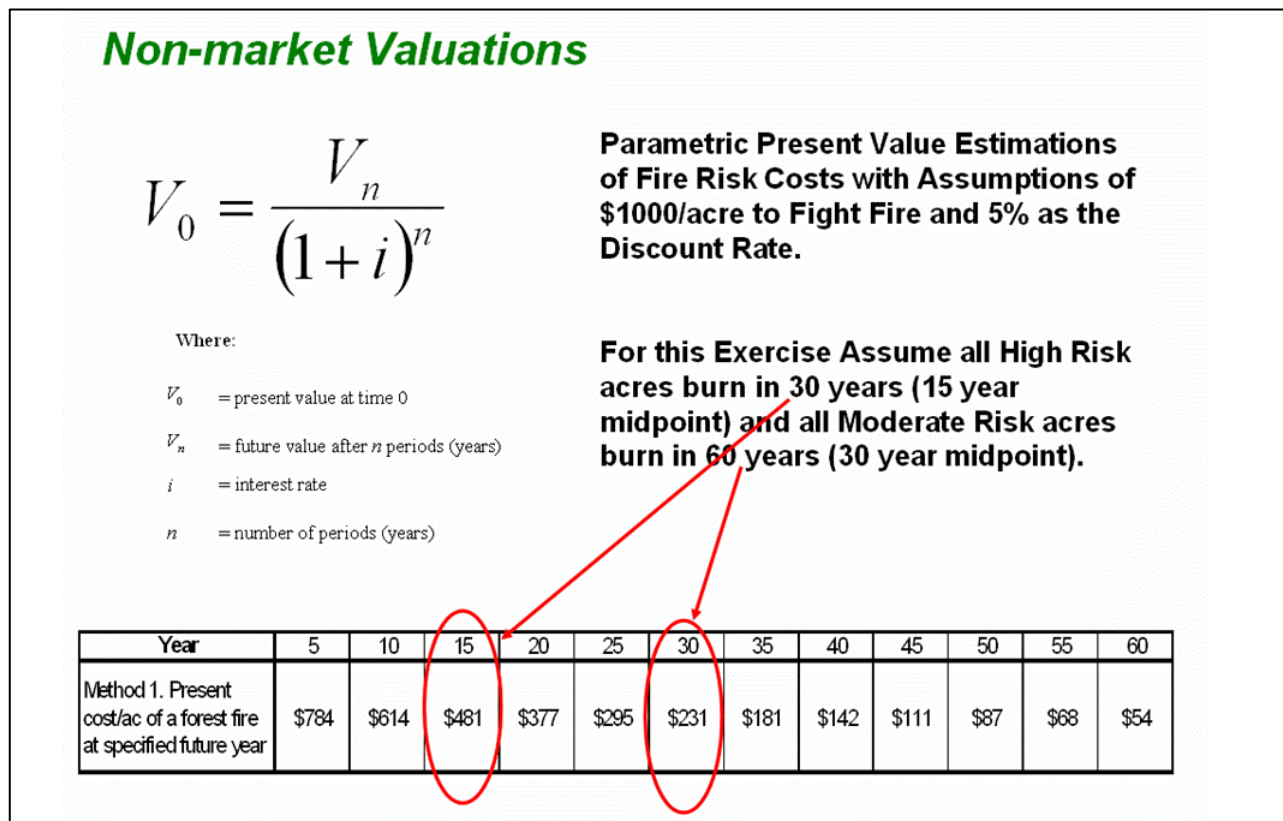 Non-market Valuations
V0 = Vn / (1 + i)^n
Where:
V0 = present value at time 0
Vn = future value after n periods (years)
i = interest rate
n = number of periods (years)
Parametric Present Value Estimations
of Fire Risk Costs with Assumptions of
$1000/acre to Fight Fire and 5% as the
Discount Rate.
For this Exercise Assume all High Risk
acres burn in 30 years (15 year
midpoint) and all Moderate Risk acres
burn in 60 years (30 year midpoint).
Year 5 10 15 20 25 30 35 40 45 50 55 60
Method 1. Present
cost/ac of a forest fire
at specified future year
$784 $614 $481 $377 $295 $231 $181 $142 $111 $87 $68 $54